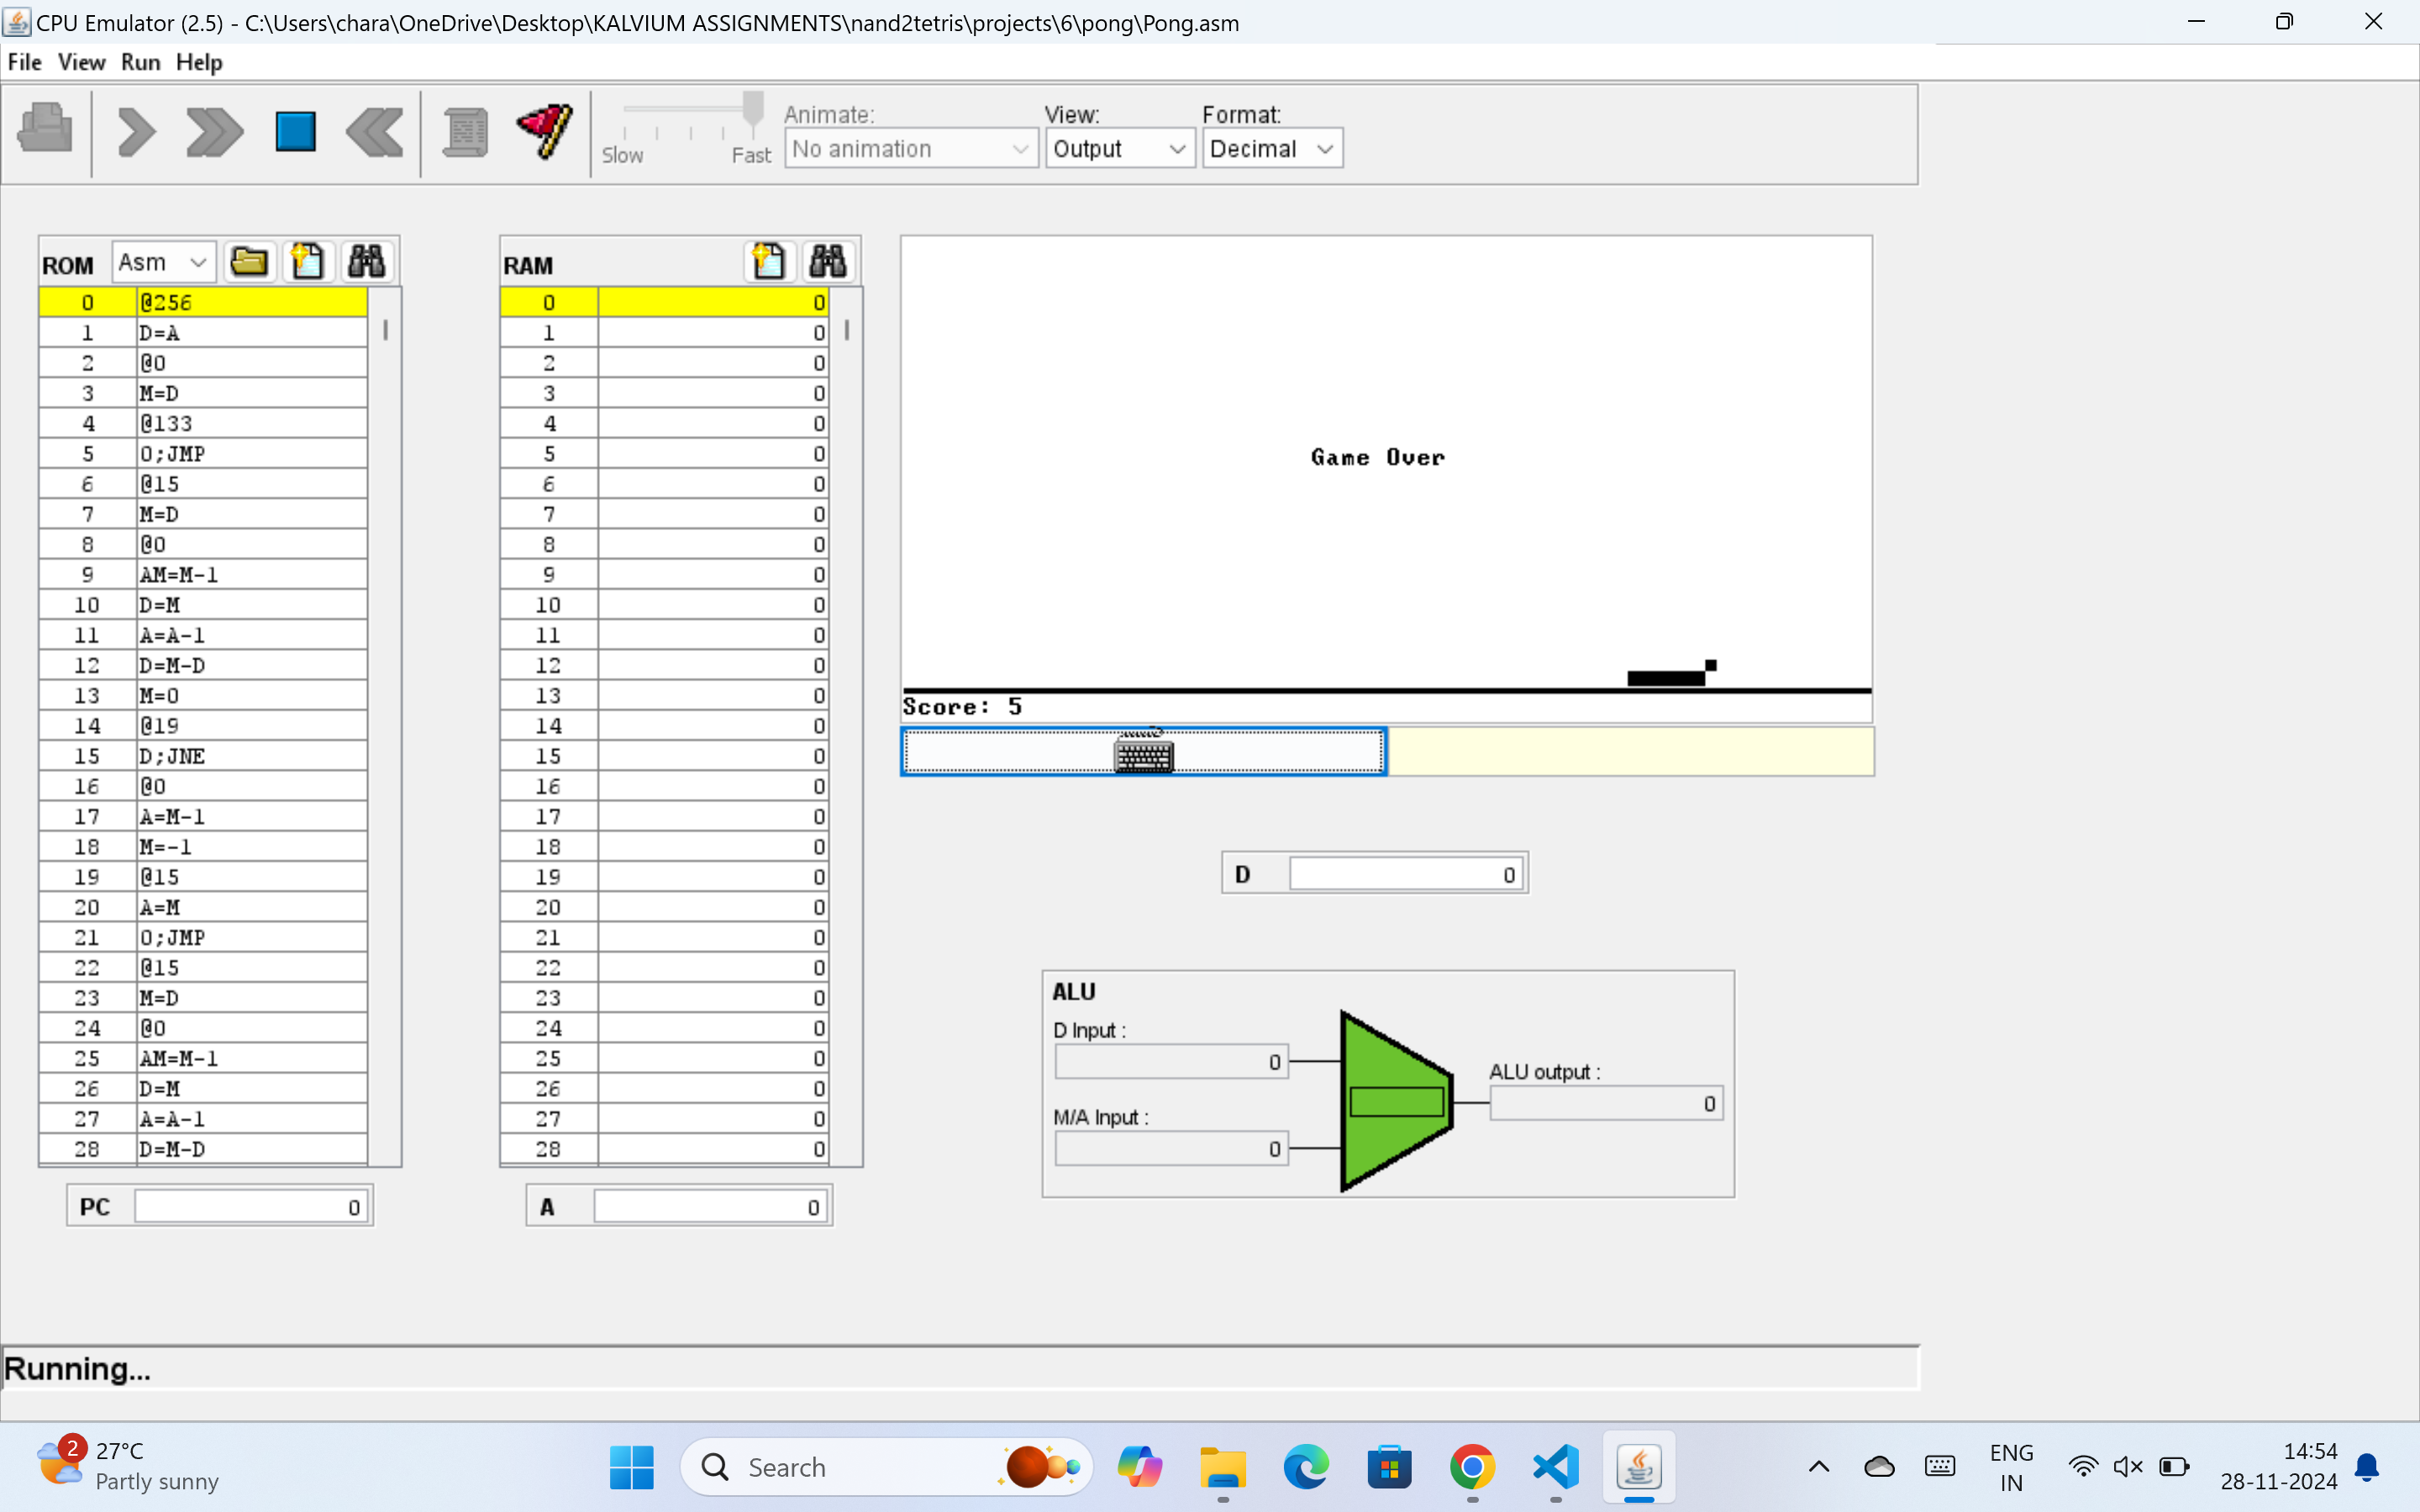 CPU Emulator (2.5) - C:\Users\chara\OneDrive\Desktop\KALVIUM ASSIGNMENTS\nand2tetris\projects\6\pong\Pong.asm
File View Run Help
Animate: View: Format:
Slow Fast No animation Output Decimal
ROM Asm RAM
0 @256 0 0
1 D=A 1 0
2 @0 2 0
3 M=D 3 0
4 @133 4 0
5 0;JMP 5 0
6 @15 6 0
7 M=D 7 0
8 @0 8 0
9 AM=M-1 9 0
10 D=M 10 0
11 A=A-1 11 0
12 D=M-D 12 0
13 M=0 13 0
14 @19 14 0
15 D;JNE 15 0
16 @0 16 0
17 A=M-1 17 0
18 M=-1 18 0
19 @15 19 0
20 A=M 20 0
21 0;JMP 21 0
22 @15 22 0
23 M=D 23 0
24 @0 24 0
25 AM=M-1 25 0
26 D=M 26 0
27 A=A-1 27 0
28 D=M-D 28 0
PC 0 A 0
Game Over
Score: 5
D 0
ALU
D Input :
0
M/A Input :
0
ALU output :
0
Running...
2
27°C
Partly sunny
Search
ENG
IN
14:54
28-11-2024